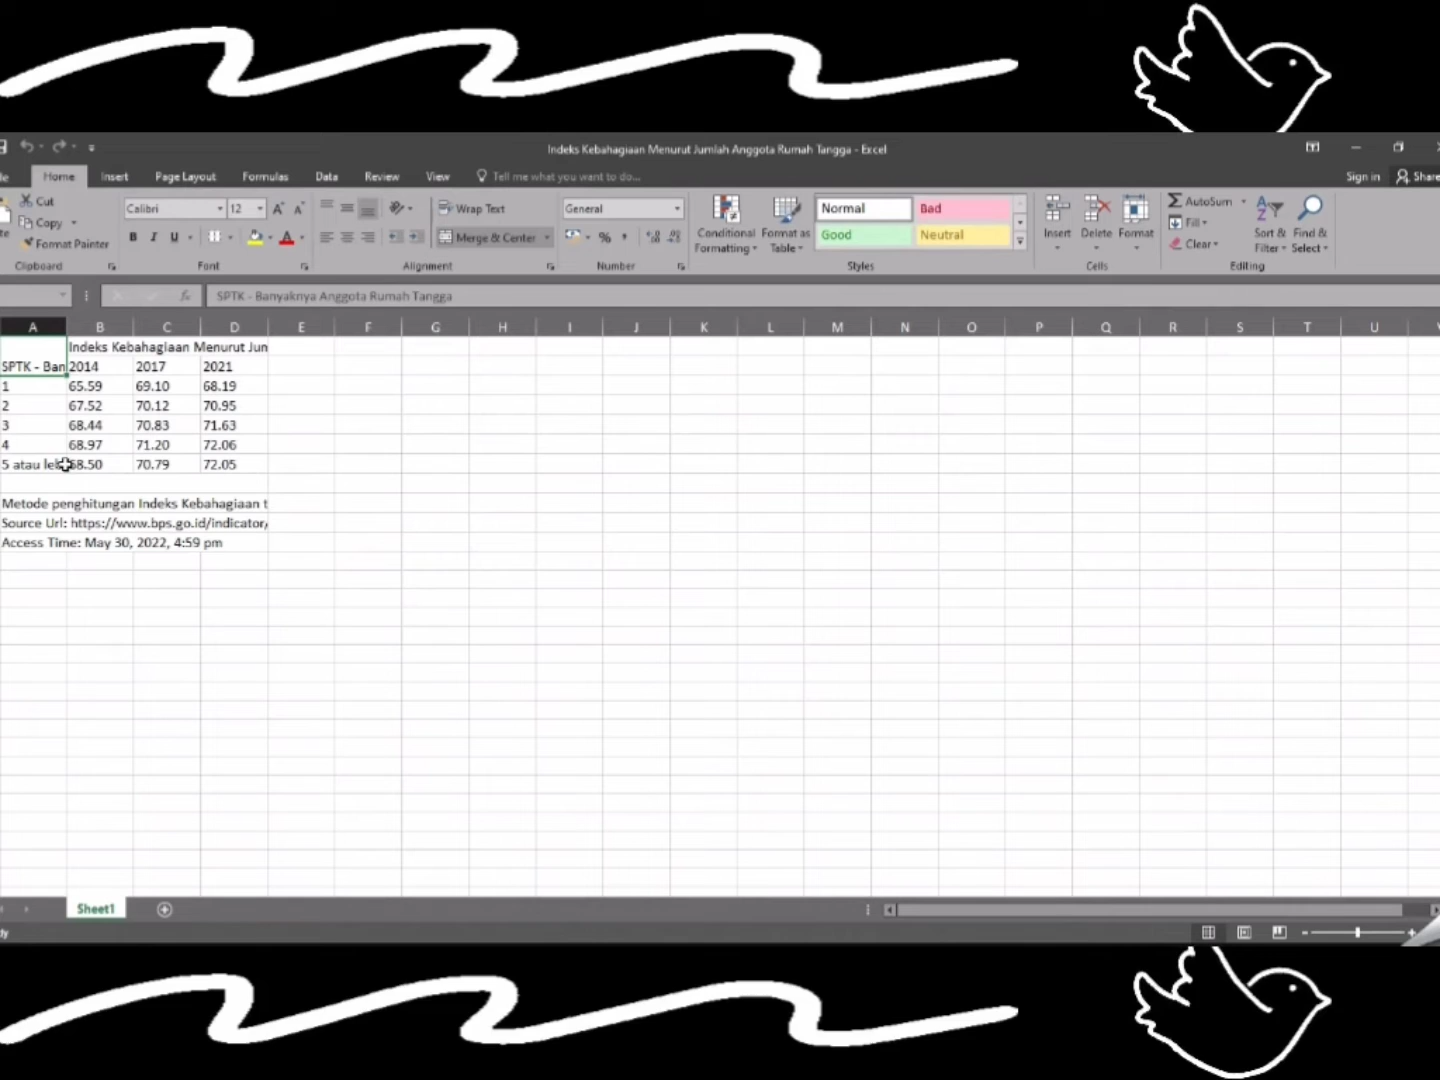 Indeks Kebahagiaan Menurut Jumlah Anggota Rumah Tangga - Excel
Home Insert Page Layout Formulas Data Review View Tell me what you want to do... Sign in Share
Cut
Copy
Format Painter
Clipboard
Calibri 12
B I U
Font
Wrap Text
Merge & Center
Alignment
General
%
Number
Conditional Formatting
Format as Table
Normal Bad
Good Neutral
Styles
Insert Delete Format
Cells
AutoSum
Fill
Clear
Sort & Filter
Find & Select
Editing
fx SPTK - Banyaknya Anggota Rumah Tangga
A B C D E F G H I J K L M N O P Q R S T U
Indeks Kebahagiaan Menurut Jum
SPTK - Ban 2014 2017 2021
1 65.59 69.10 68.19
2 67.52 70.12 70.95
3 68.44 70.83 71.63
4 68.97 71.20 72.06
5 atau le 68.50 70.79 72.05
Metode penghitungan Indeks Kebahagiaan t
Source Url: https://www.bps.go.id/indicator/
Access Time: May 30, 2022, 4:59 pm
Sheet1